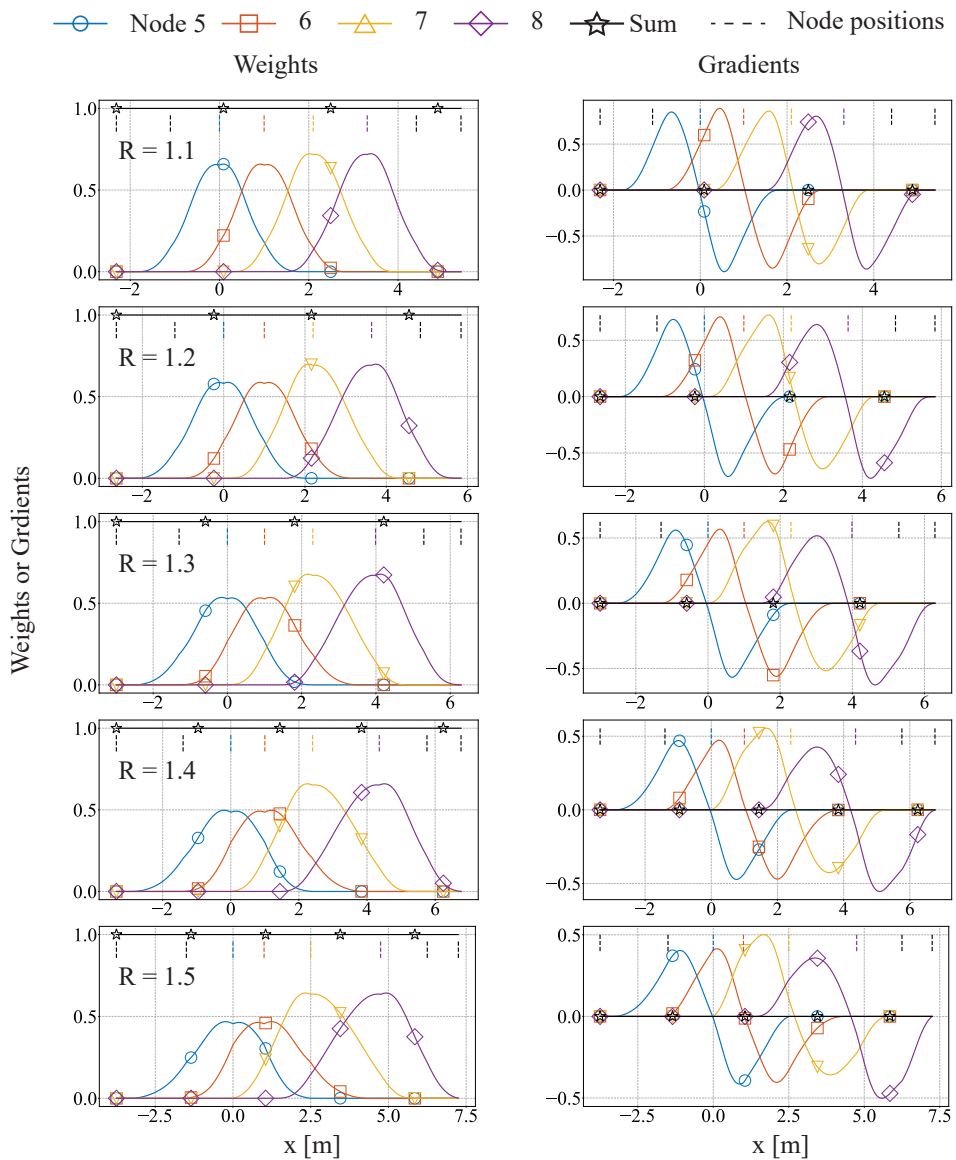 Node 5 6 7 8 Sum Node positions
Weights Gradients
Weights or Grdients
1.0
0.5
0.0
R = 1.1
−2 0 2 4
0.5
0.0
−0.5
−2 0 2 4
1.0
0.5
0.0
R = 1.2
−2 0 2 4
0.5
0.0
−0.5
−2 0 2 4 6
1.0
0.5
0.0
R = 1.3
−2 0 2 4 6
0.5
0.0
−0.5
−2 0 2 4 6
1.0
0.5
0.0
R = 1.4
−2 0 2 4 6
0.5
0.0
−0.5
−2 0 2 4 6
1.0
0.5
0.0
R = 1.5
−2.5 0.0 2.5 5.0 7.5
x [m]
0.5
0.0
−0.5
−2.5 0.0 2.5 5.0 7.5
x [m]